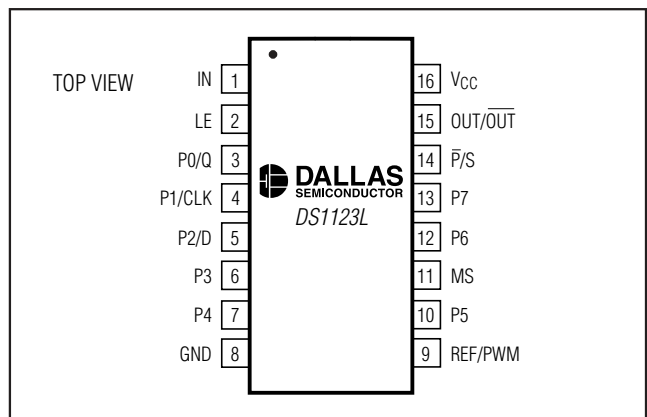 TOP VIEW
IN 1
LE 2
P0/Q 3
P1/CLK 4
P2/D 5
P3 6
P4 7
GND 8
DALLAS
SEMICONDUCTOR
DS1123L
16 VCC
15 OUT/O̅U̅T̅
14 P̅/S
13 P7
12 P6
11 MS
10 P5
9 REF/PWM